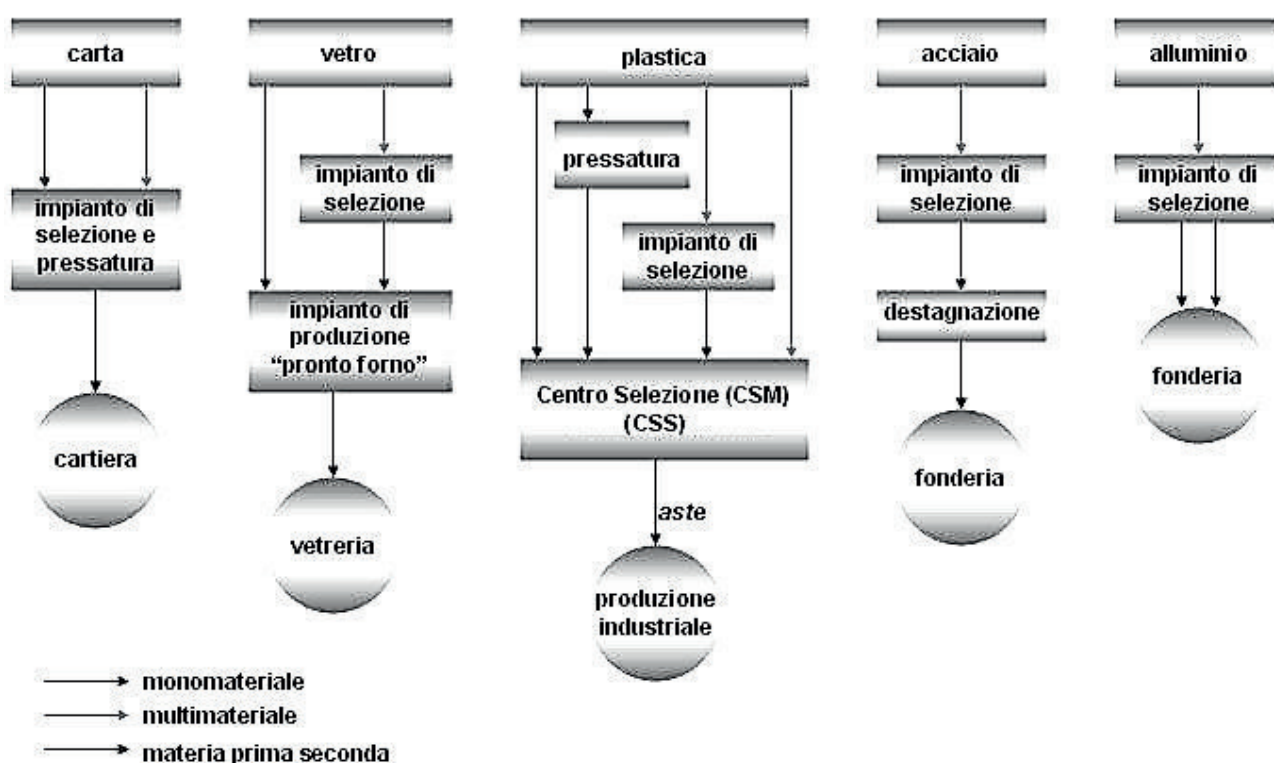 carta
vetro
plastica
acciaio
alluminio
pressatura
impianto di
selezione
impianto di
selezione
impianto di
selezione
impianto di
selezione e
pressatura
impianto di
selezione
impianto di
produzione
“pronto forno”
destagnazione
Centro Selezione (CSM)
(CSS)
fonderia
cartiera
fonderia
vetreria
aste
produzione
industriale
monomateriale
multimateriale
materia prima seconda